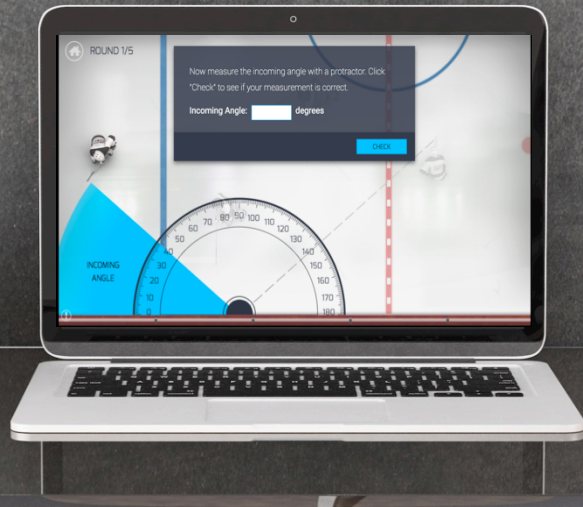 ROUND 1/5
Now measure the incoming angle with a protractor. Click
"Check" to see if your measurement is correct.
Incoming Angle: degrees
CHECK
INCOMING
ANGLE
0
10
20
30
40
50
60
70
80
90
100
110
120
130
140
150
160
170
180